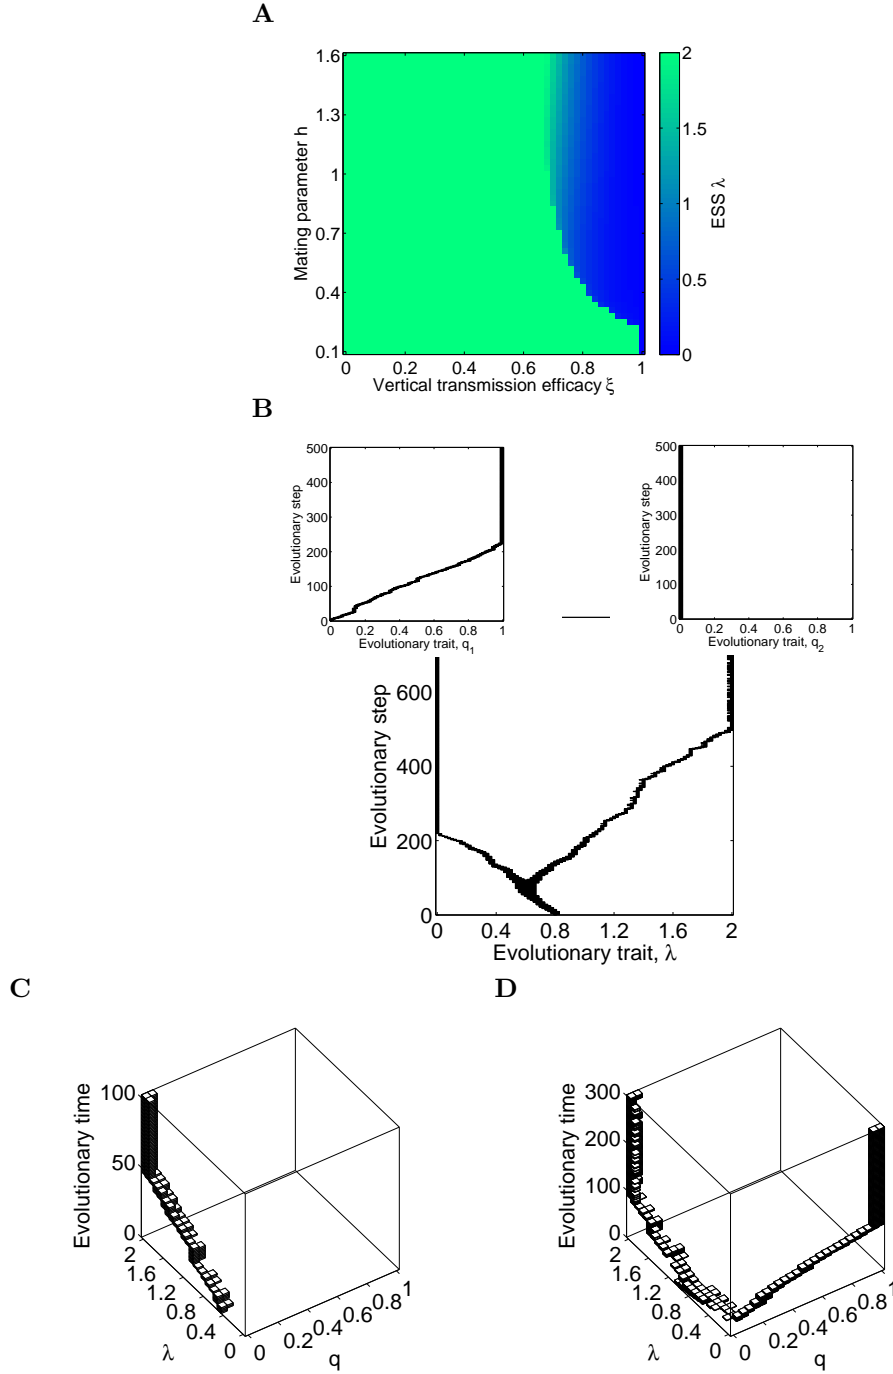 A
1.6
1.3
1
0.7
0.4
0.1
Mating parameter h
0 0.2 0.4 0.6 0.8 1
Vertical transmission efficacy ξ
2
1.5
1
0.5
0
ESS λ
B
500
400
300
200
100
0
Evolutionary step
0 0.2 0.4 0.6 0.8 1
Evolutionary trait, q1
500
400
300
200
100
0
Evolutionary step
0 0.2 0.4 0.6 0.8 1
Evolutionary trait, q2
600
400
200
0
Evolutionary step
0 0.4 0.8 1.2 1.6 2
Evolutionary trait, λ
C
100
50
0
Evolutionary time
2
1.6
1.2
0.8
0.4
0
λ
0
0.2
0.4
0.6
0.8
1
q
D
300
200
100
0
Evolutionary time
2
1.6
1.2
0.8
0.4
0
λ
0
0.2
0.4
0.6
0.8
1
q